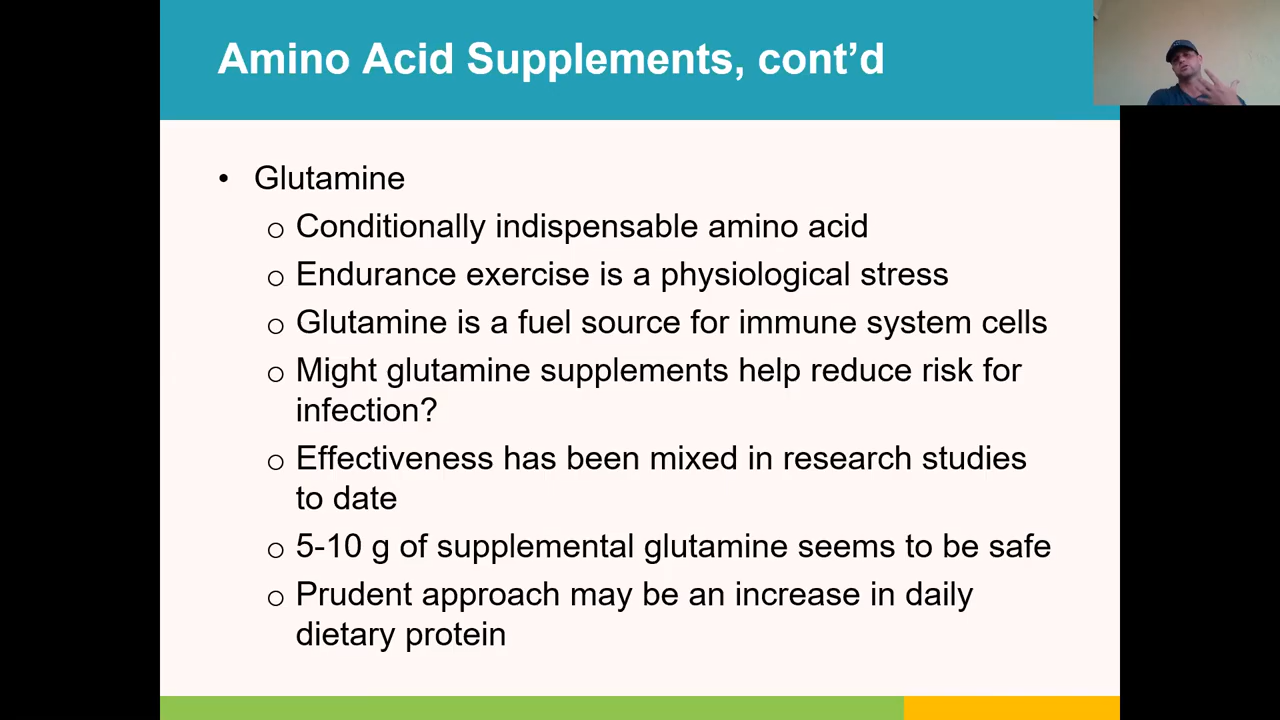 Amino Acid Supplements, cont’d
• Glutamine
o Conditionally indispensable amino acid
o Endurance exercise is a physiological stress
o Glutamine is a fuel source for immune system cells
o Might glutamine supplements help reduce risk for
infection?
o Effectiveness has been mixed in research studies
to date
o 5-10 g of supplemental glutamine seems to be safe
o Prudent approach may be an increase in daily
dietary protein